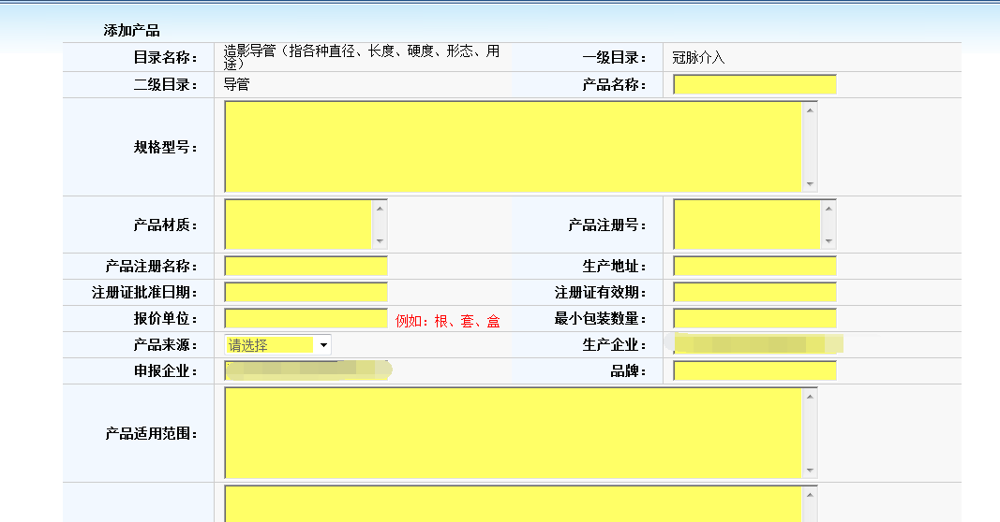 添加产品
目录名称： 造影导管（指各种直径、长度、硬度、形态、用
途） 一级目录： 冠脉介入
二级目录： 导管 产品名称：
规格型号：
产品材质： 产品注册号：
产品注册名称： 生产地址：
注册证批准日期： 注册证有效期：
报价单位： 例如：根、套、盒 最小包装数量：
产品来源： 请选择 生产企业：
申报企业： 品牌：
产品适用范围：